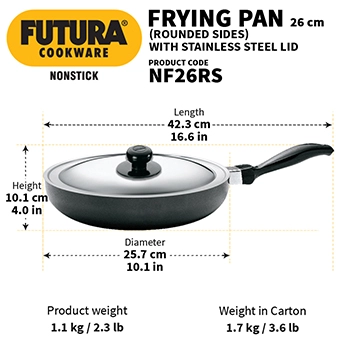 FUTURA
COOKWARE
NONSTICK
FRYING PAN 26 cm
(ROUNDED SIDES)
WITH STAINLESS STEEL LID
PRODUCT CODE
NF26RS
Length
42.3 cm
16.6 in
Height
10.1 cm
4.0 in
Diameter
25.7 cm
10.1 in
Product weight
1.1 kg / 2.3 lb
Weight in Carton
1.7 kg / 3.6 lb